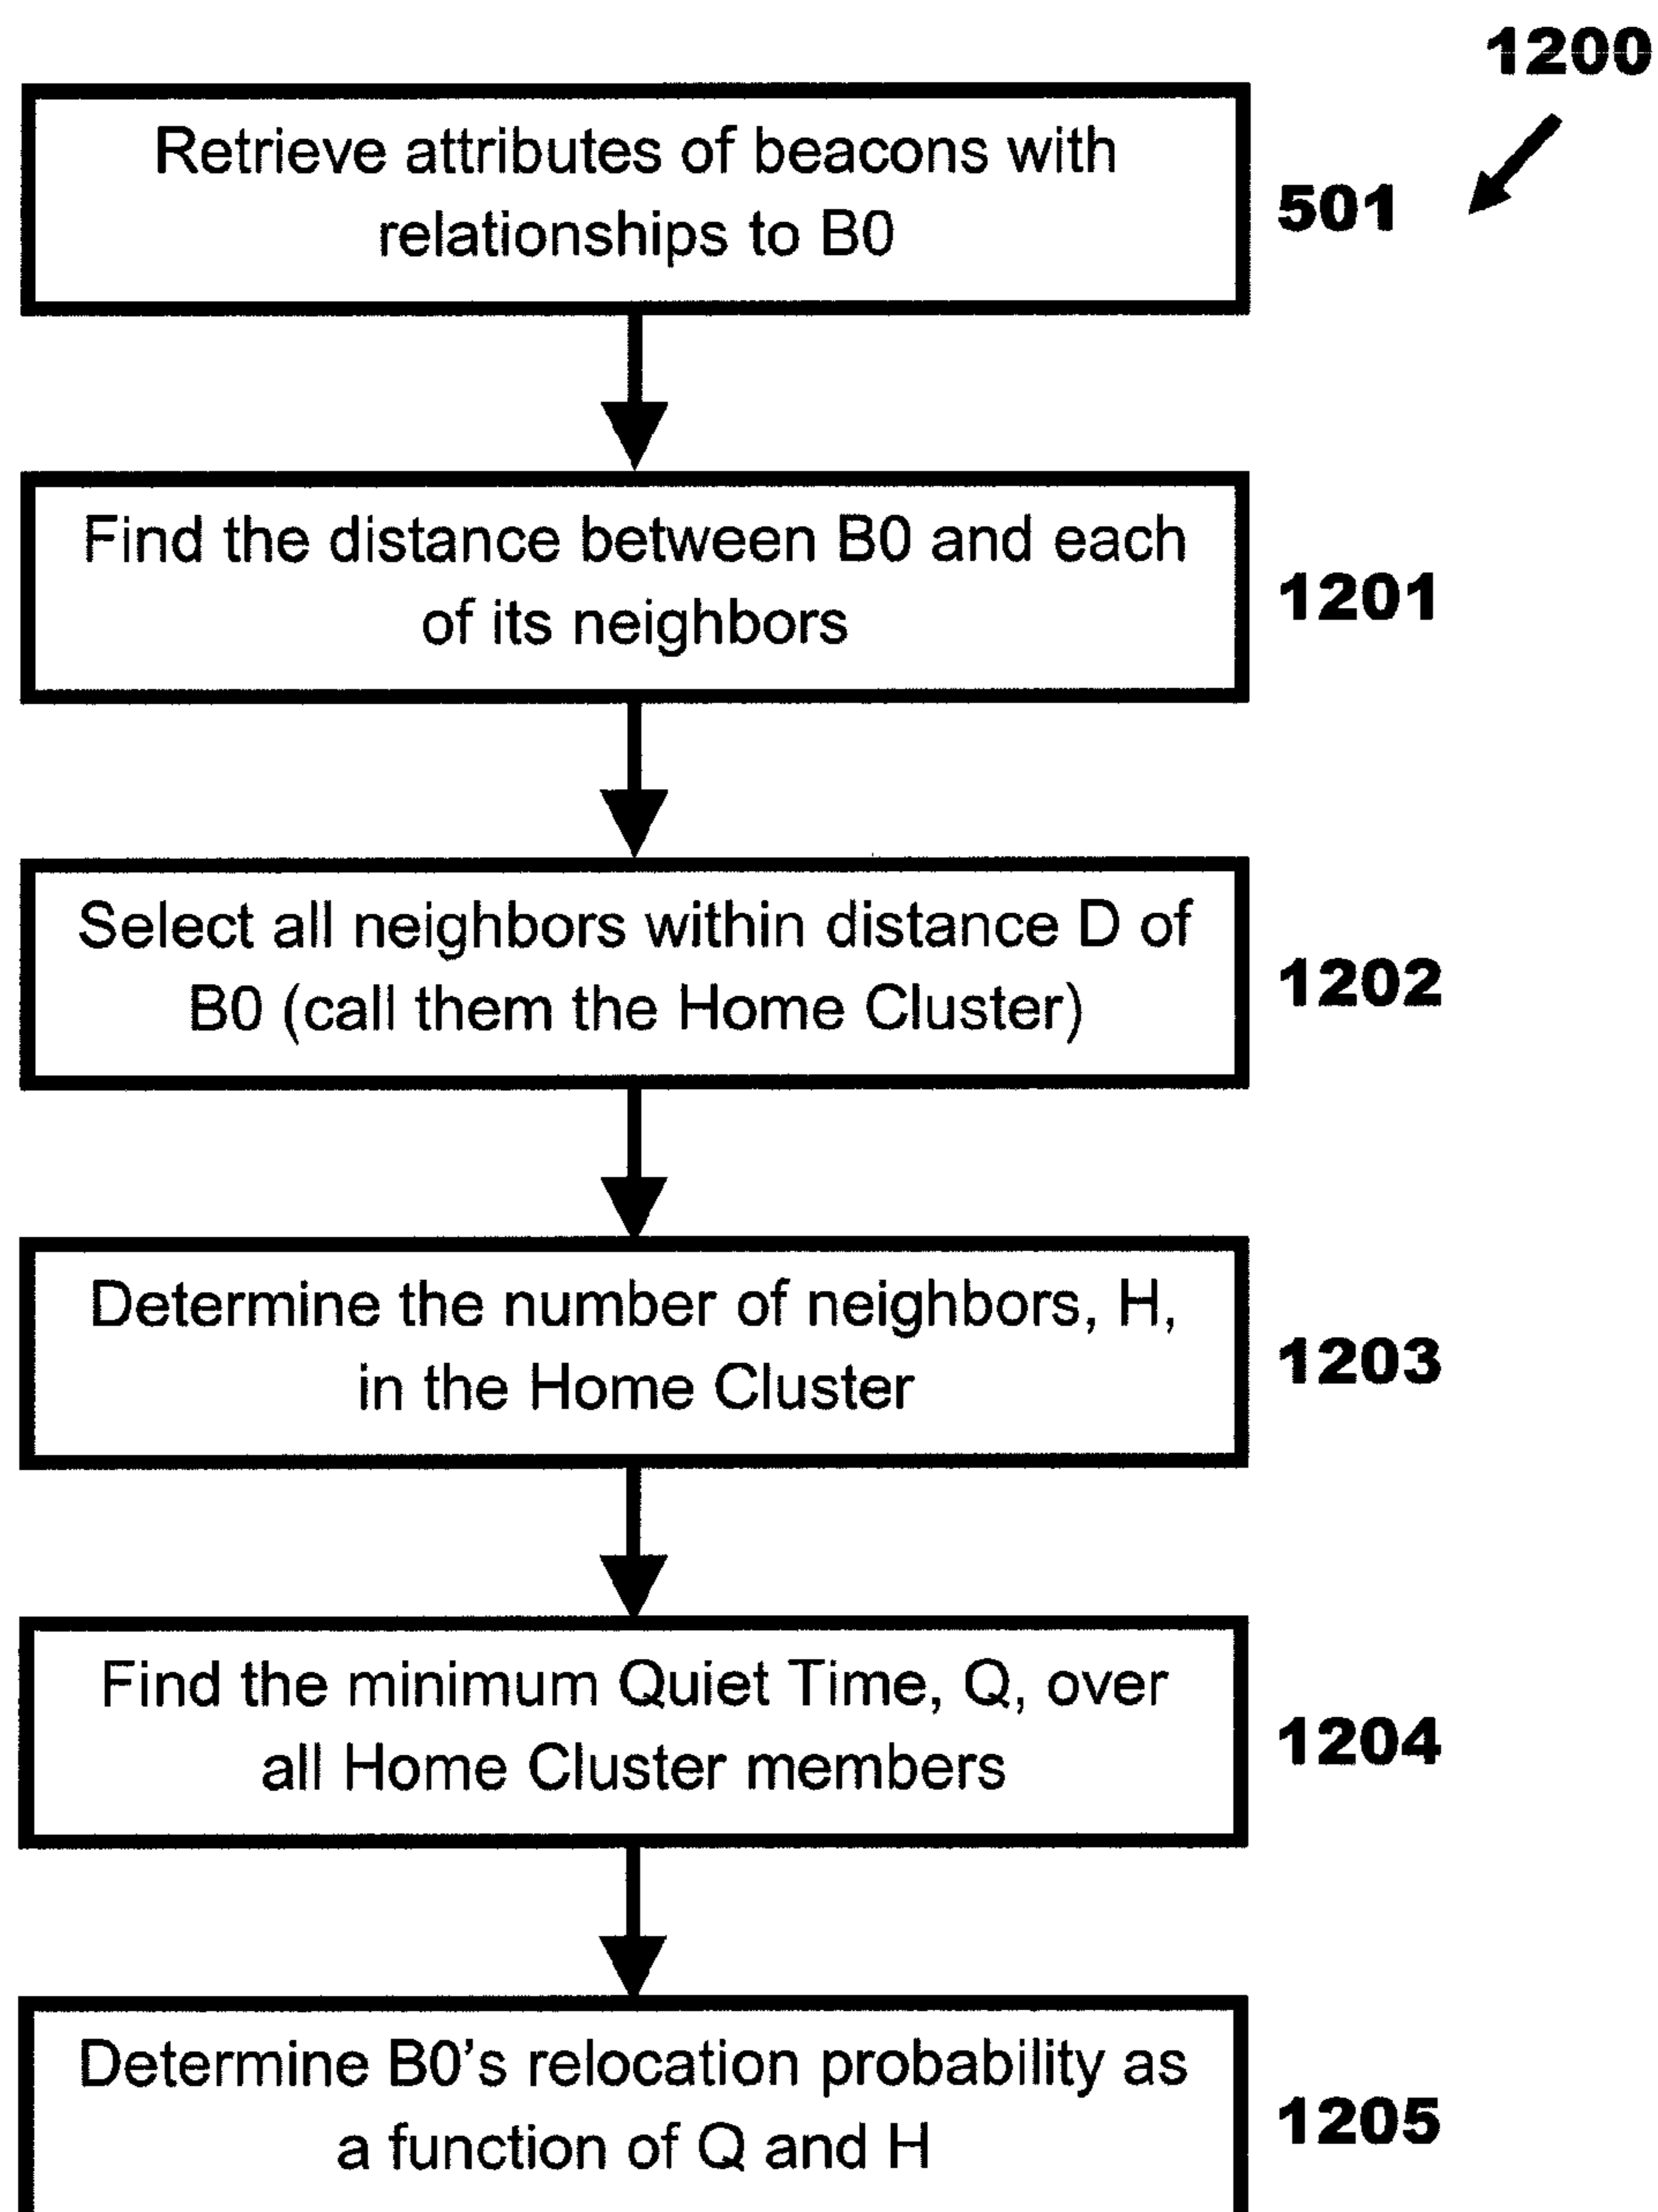 1200
Retrieve attributes of beacons with
relationships to B0
501
Find the distance between B0 and each
of its neighbors
1201
Select all neighbors within distance D of
B0 (call them the Home Cluster)
1202
Determine the number of neighbors, H,
in the Home Cluster
1203
Find the minimum Quiet Time, Q, over
all Home Cluster members
1204
Determine B0’s relocation probability as
a function of Q and H
1205